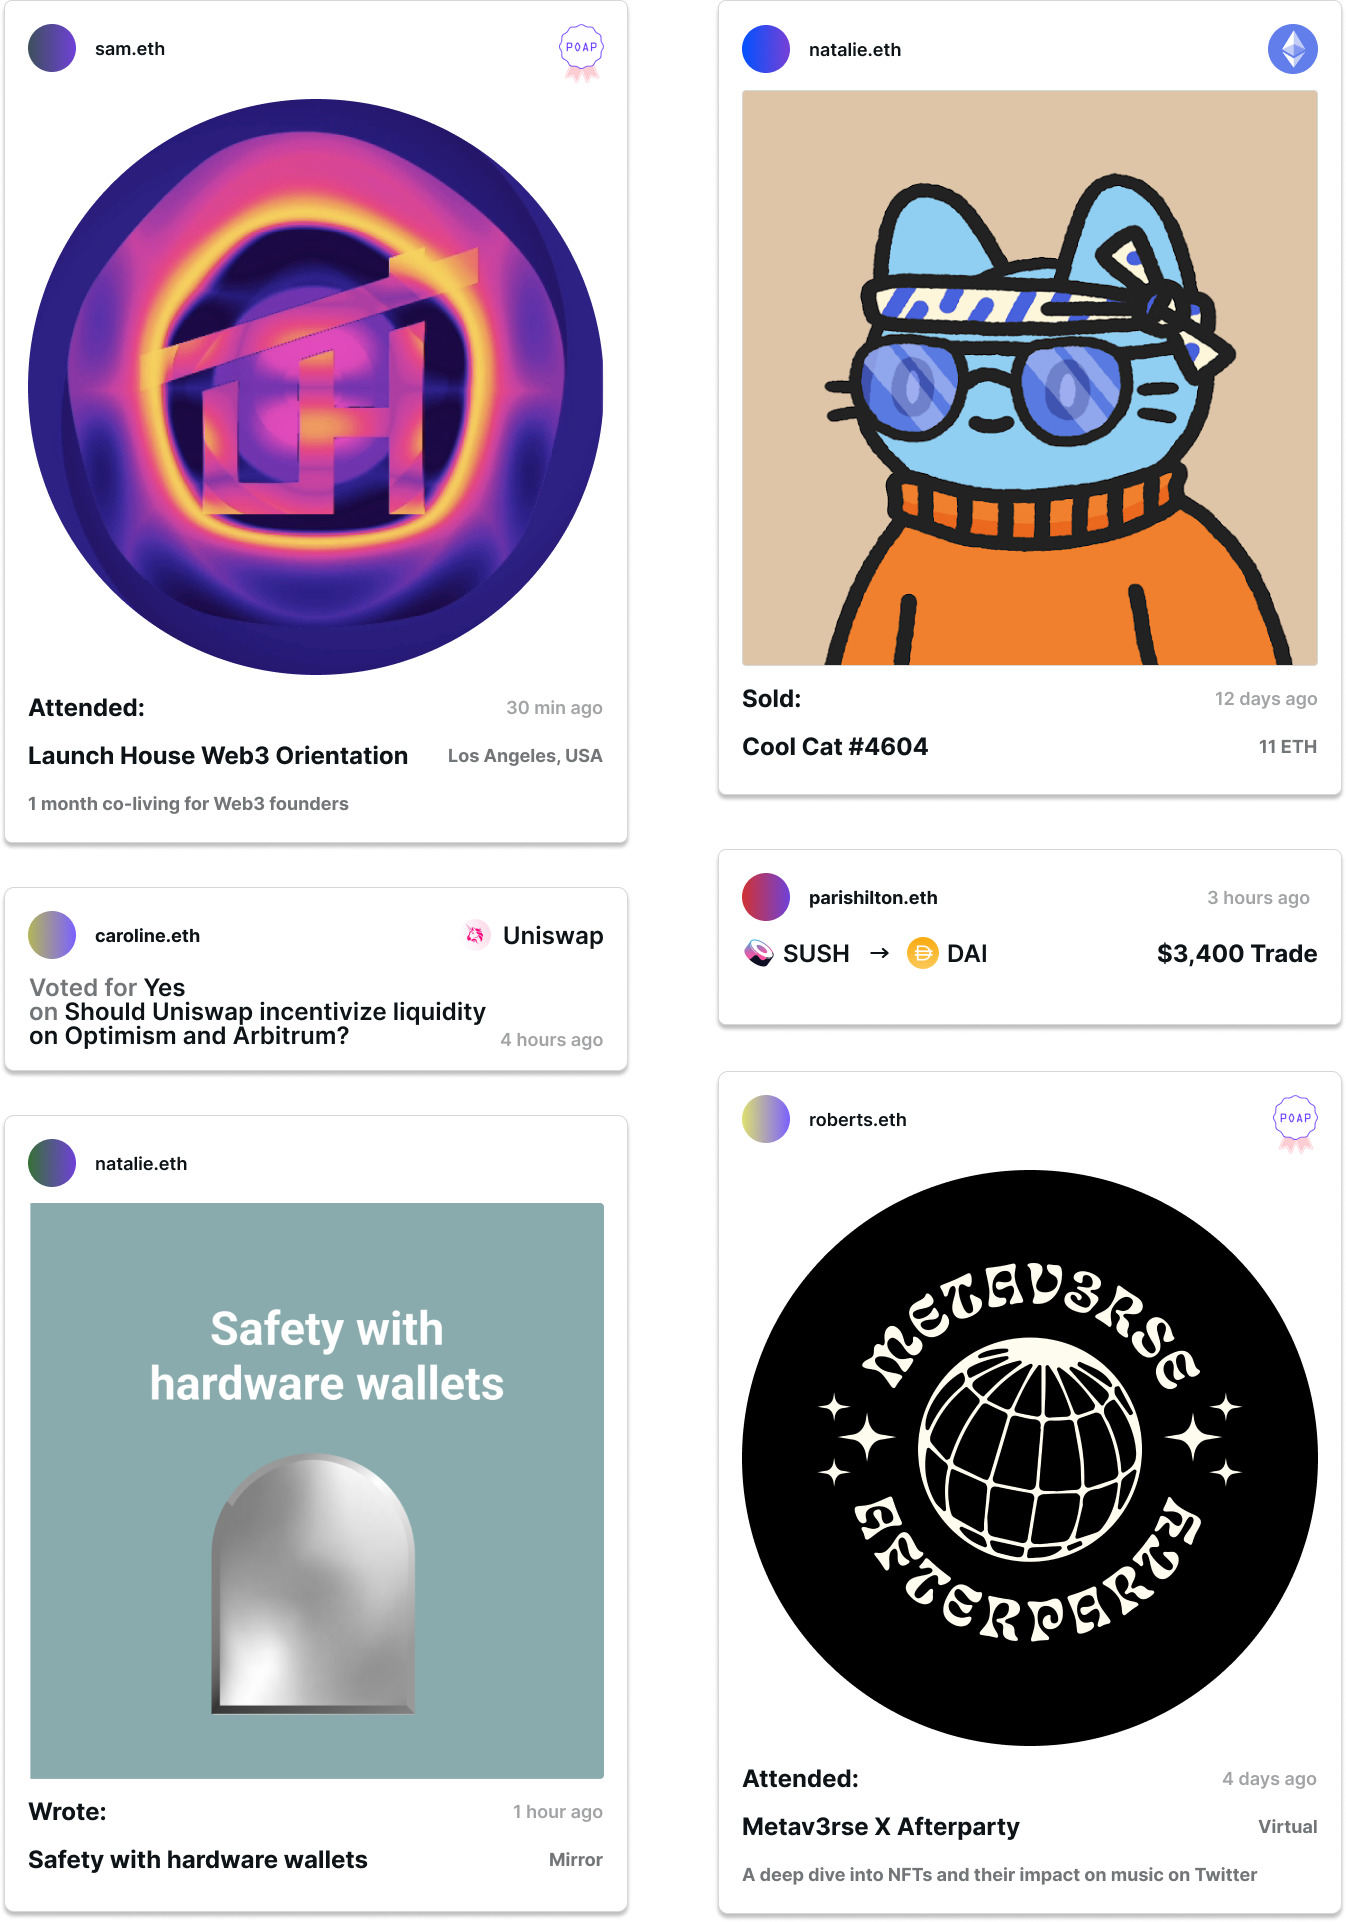 sam.eth
POAP
LH
Attended:
30 min ago
Launch House Web3 Orientation
Los Angeles, USA
1 month co-living for Web3 founders
caroline.eth
Uniswap
Voted for Yes
on Should Uniswap incentivize liquidity
on Optimism and Arbitrum?
4 hours ago
natalie.eth
Safety with
hardware wallets
Wrote:
1 hour ago
Safety with hardware wallets
Mirror
natalie.eth
Sold:
12 days ago
Cool Cat #4604
11 ETH
parishilton.eth
3 hours ago
SUSH → DAI
$3,400 Trade
roberts.eth
POAP
METAV3RSE
AFTERPARTY
Attended:
4 days ago
Metav3rse X Afterparty
Virtual
A deep dive into NFTs and their impact on music on Twitter